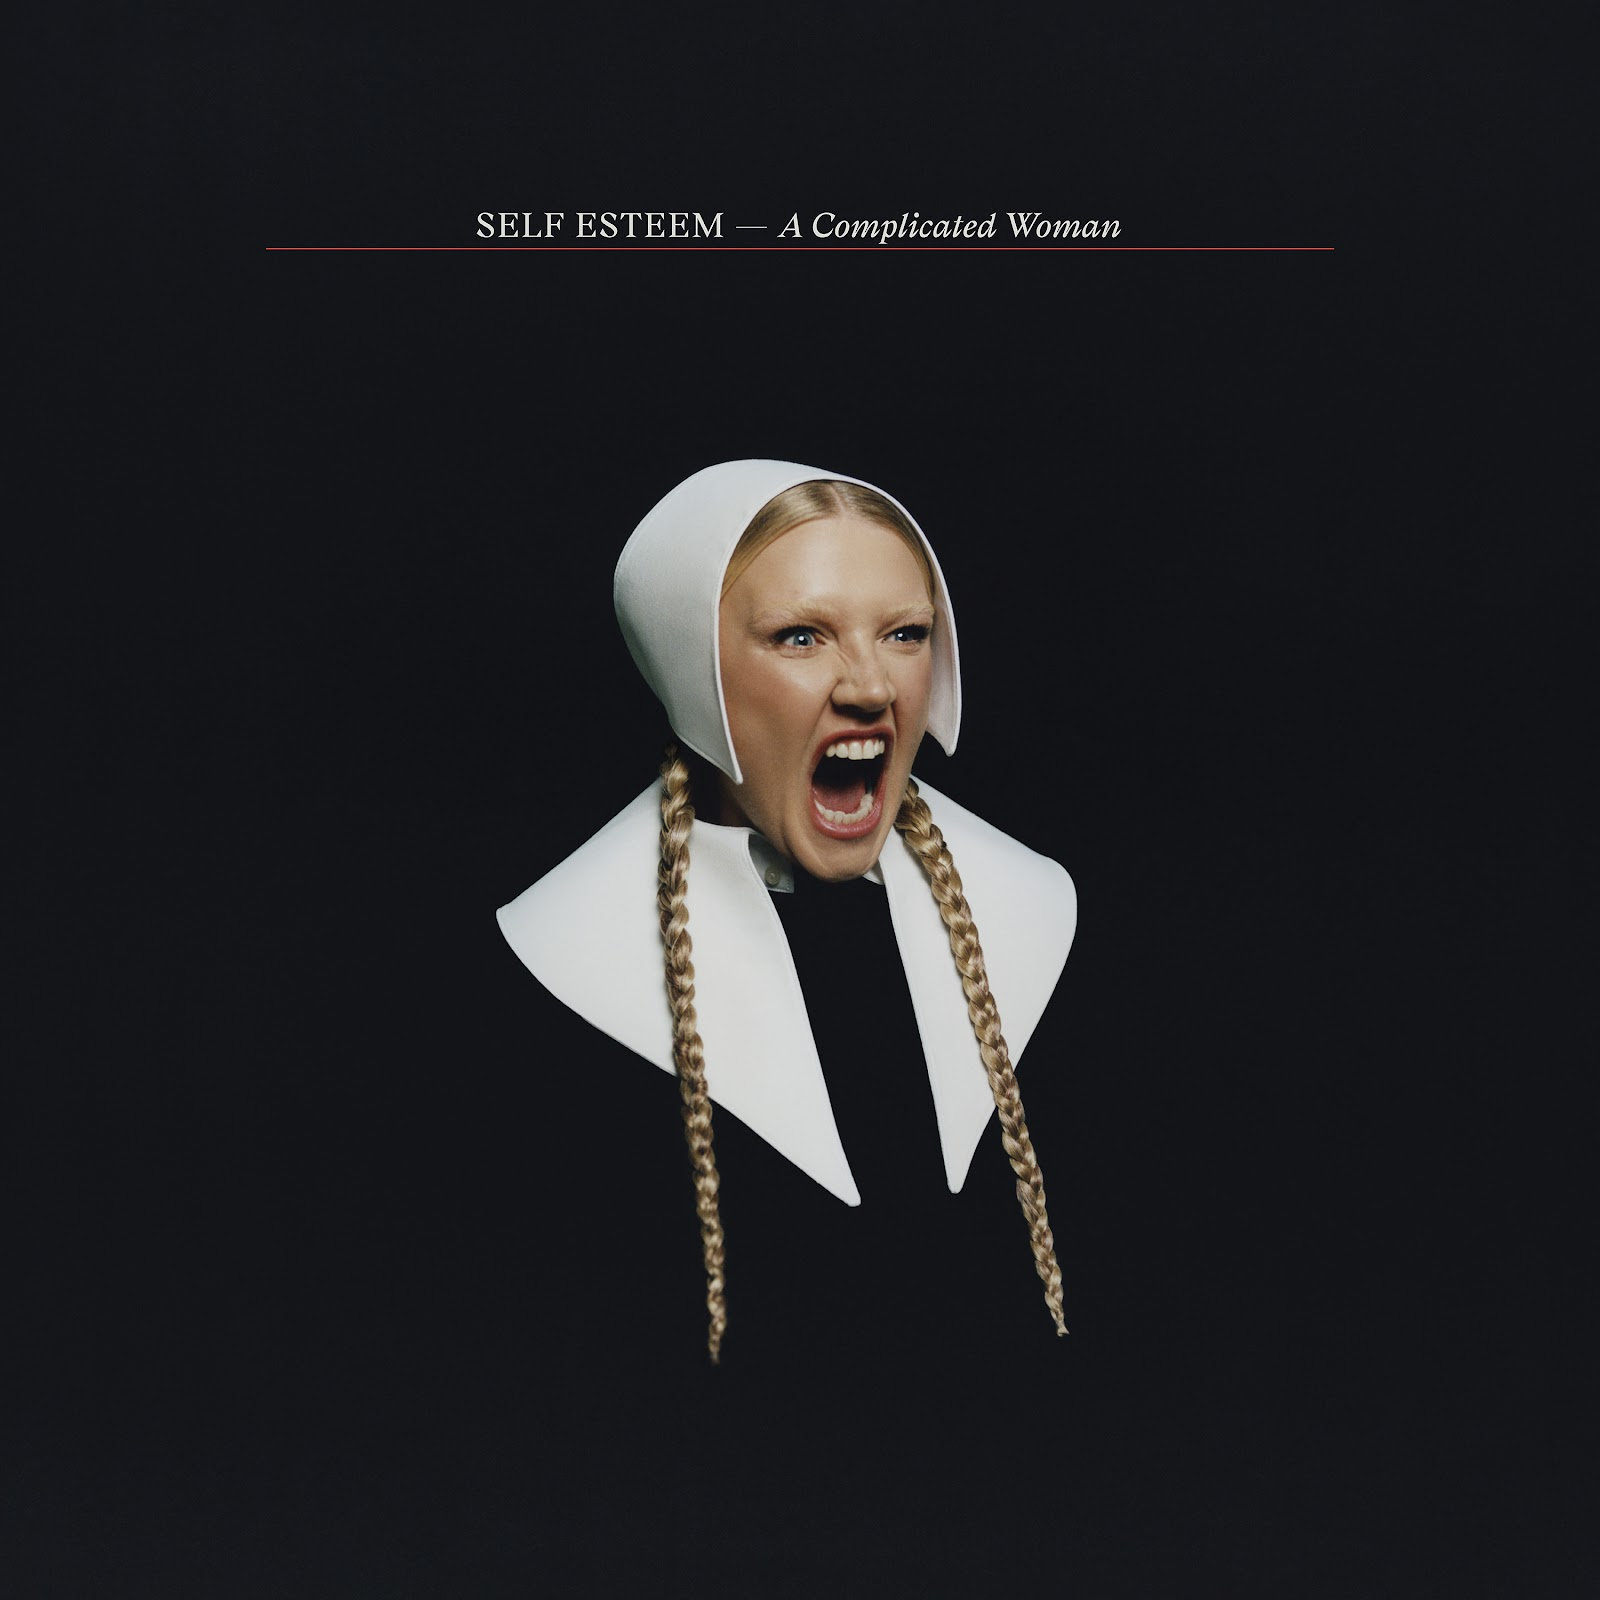 SELF ESTEEM — A Complicated Woman